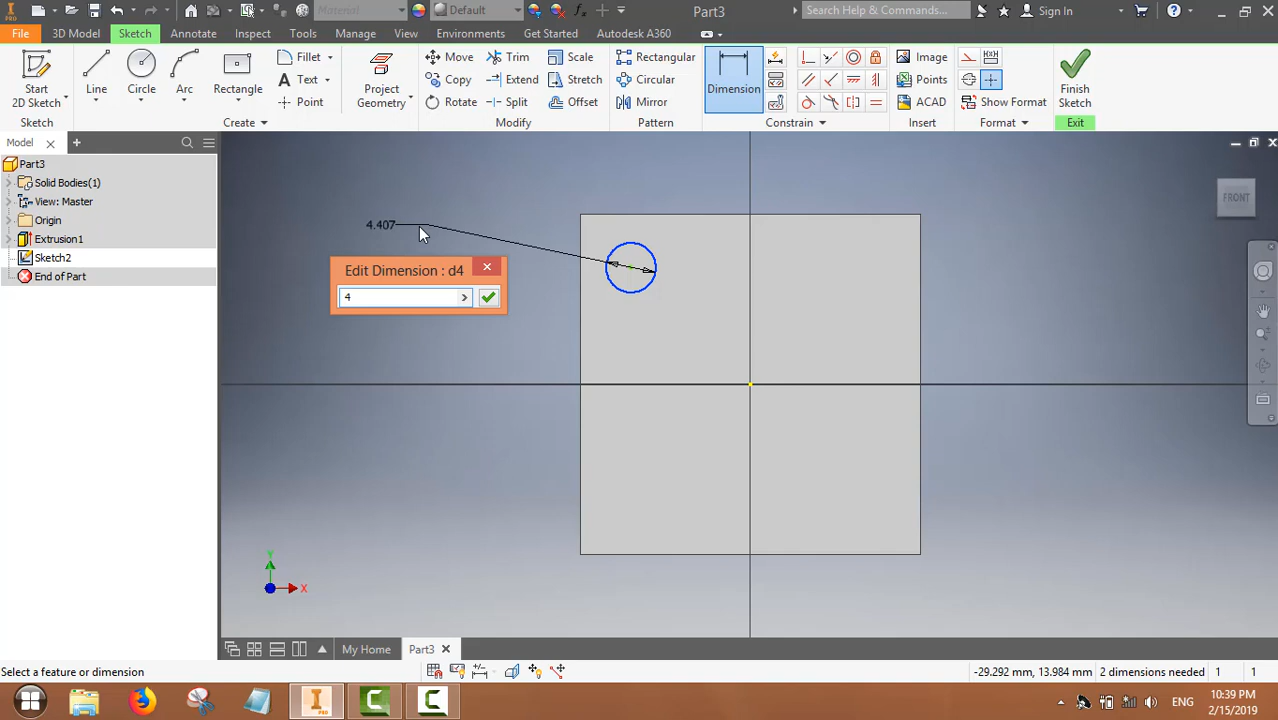 PRO
Material
Default
Part3
Search Help & Commands...
Sign In
File
3D Model
Sketch
Annotate
Inspect
Tools
Manage
View
Environments
Get Started
Autodesk A360
Start
2D Sketch
Line
Circle
Arc
Rectangle
Fillet
Text
Point
Project
Geometry
Move
Trim
Scale
Copy
Extend
Stretch
Rotate
Split
Offset
Rectangular
Circular
Mirror
Dimension
Image
Points
ACAD
Show Format
Finish
Sketch
Sketch
Create
Modify
Pattern
Constrain
Insert
Format
Exit
Model
Part3
Solid Bodies(1)
View: Master
Origin
Extrusion1
Sketch2
End of Part
4.407
Edit Dimension : d4
4
FRONT
Y
X
My Home
Part3
Select a feature or dimension
-29.292 mm, 13.984 mm
2 dimensions needed
1
1
ENG
10:39 PM
2/15/2019